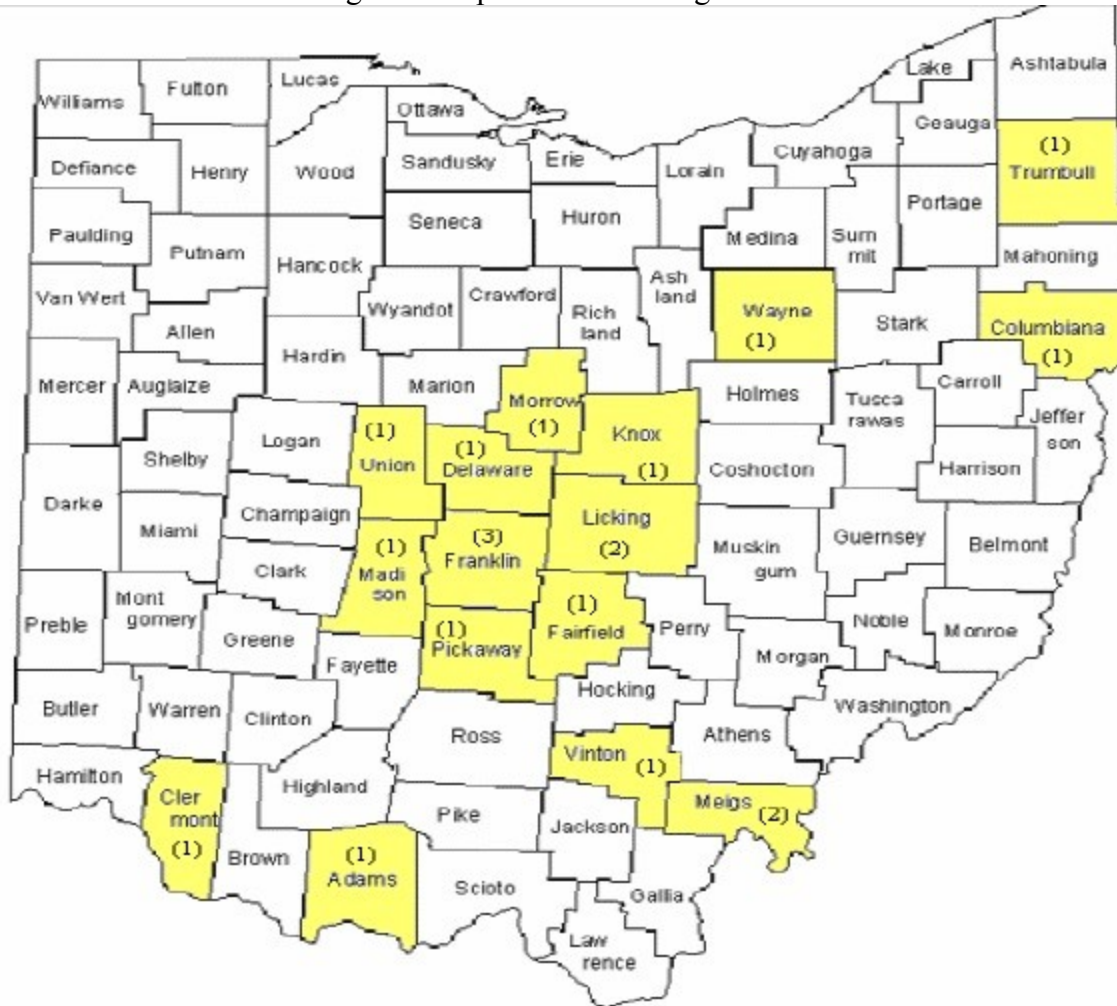 Lake
Ashtabula
Williams
Fulton
Lucas
Ottawa
Geauga
(1)
Trumbull
Defiance
Henry
Wood
Sandusky
Erie
Lorain
Cuyahoga
Portage
Paulding
Putnam
Hancock
Seneca
Huron
Medina
Sum
mit
Mahoning
Van Wert
Allen
Wyandot
Crawford
Rich
land
Ash
land
Wayne
(1)
Stark
Columbiana
(1)
Mercer
Auglaize
Hardin
Marion
Morrow
(1)
Holmes
Tusca
rawas
Carroll
Jeffer
son
Logan
(1)
Union
(1)
Delaware
Knox
(1)
Coshocton
Harrison
Shelby
Darke
Miami
Champaign
Clark
(1)
Madi
son
(3)
Franklin
Licking
(2)
Muskin
gum
Guernsey
Belmont
Preble
Mont
gomery
Greene
Fayette
(1)
Pickaway
(1)
Fairfield
Perry
Morgan
Noble
Monroe
Butler
Warren
Clinton
Ross
Hocking
Athens
Washington
Hamilton
Cler
mont
(1)
Highland
Vinton
(1)
Meigs
(2)
Brown
(1)
Adams
Pike
Jackson
Scioto
Gallia
Law
rence